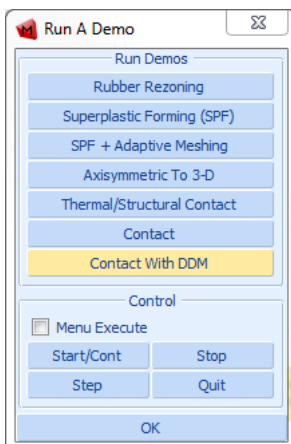 Run A Demo
Run Demos
Rubber Rezoning
Superplastic Forming (SPF)
SPF + Adaptive Meshing
Axisymmetric To 3-D
Thermal/Structural Contact
Contact
Contact With DDM
Control
Menu Execute
Start/Cont Stop
Step Quit
OK